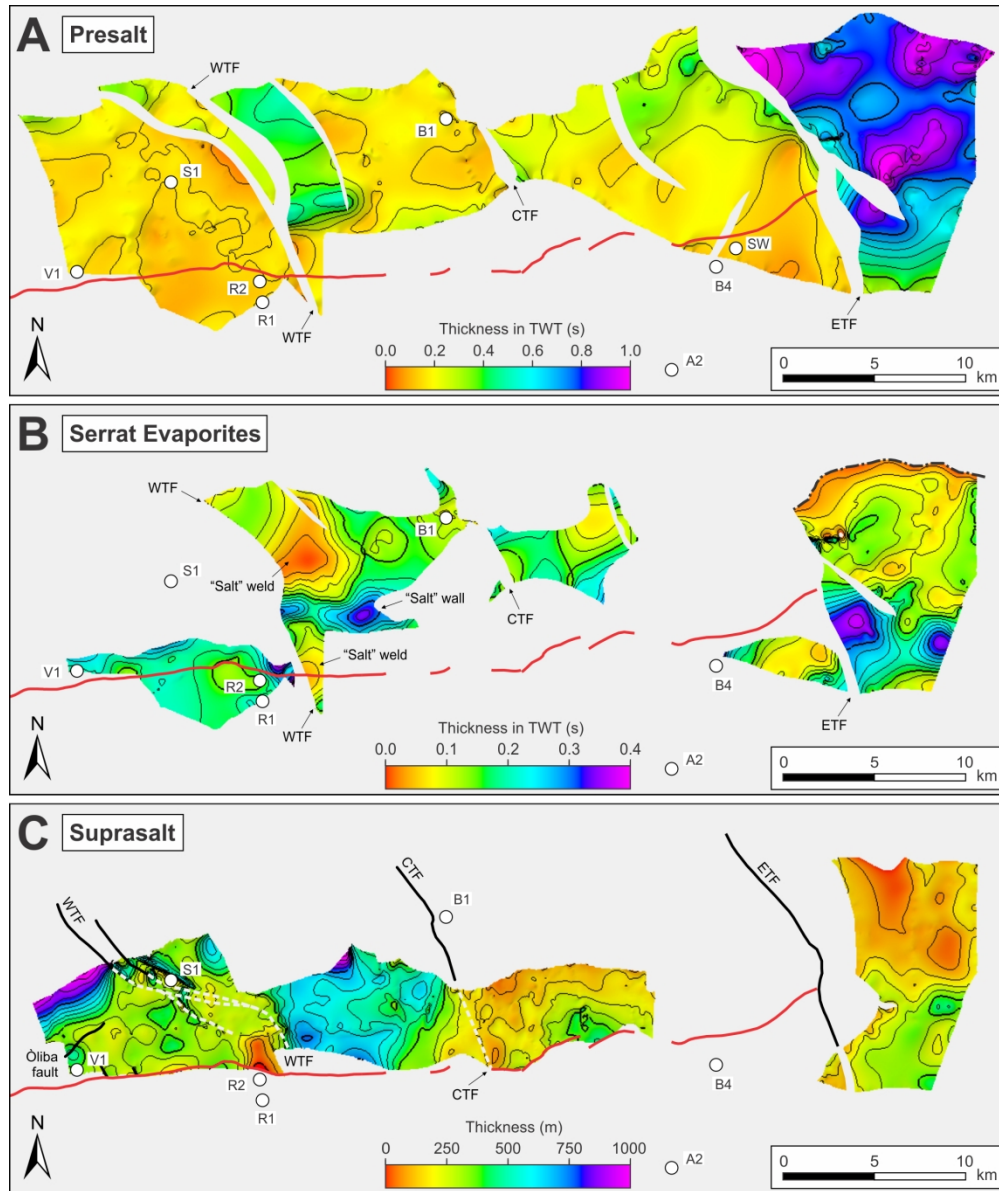 A Presalt
WTF
B1
S1
CTF
V1
R2
R1
WTF
SW
B4
ETF
N
Thickness in TWT (s)
0.0 0.2 0.4 0.6 0.8 1.0
A2
0 5 10
km
B Serrat Evaporites
WTF
B1
S1
"Salt" weld
"Salt" wall
CTF
V1
"Salt" weld
R2
R1
WTF
B4
ETF
N
Thickness in TWT (s)
0.0 0.1 0.2 0.3 0.4
A2
0 5 10
km
C Suprasalt
CTF
ETF
WTF
B1
S1
Òliba
fault
V1
WTF
R2
CTF
B4
R1
N
Thickness (m)
0 250 500 750 1000
A2
0 5 10
km